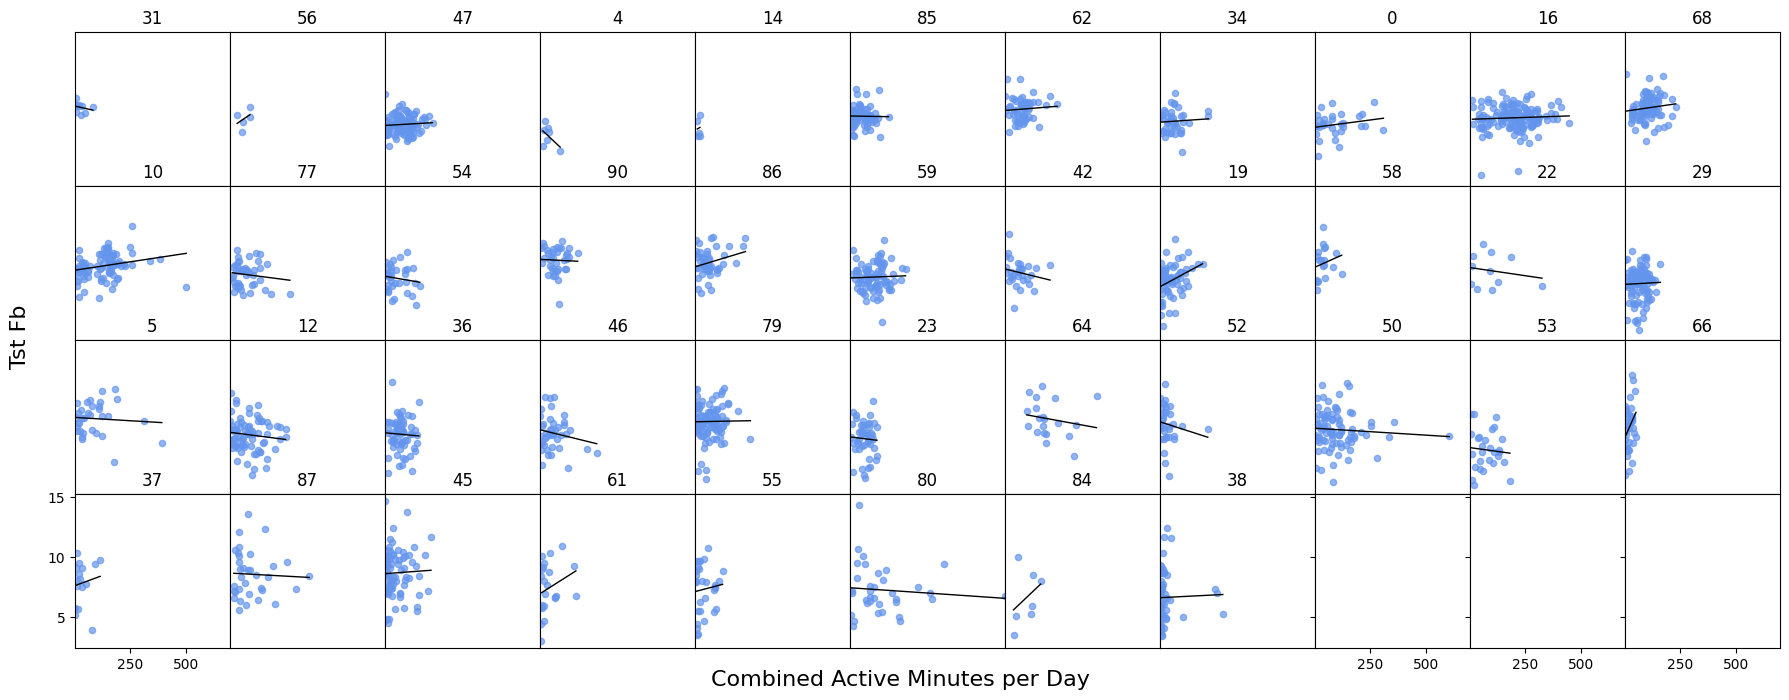 31 56 47 4 14 85 62 34 0 16 68
10 77 54 90 86 59 42 19 58 22 29
5 12 36 46 79 23 64 52 50 53 66
37 87 45 61 55 80 84 38
Tst Fb
15
10
5
250 500 250 500 250 500 250 500
Combined Active Minutes per Day